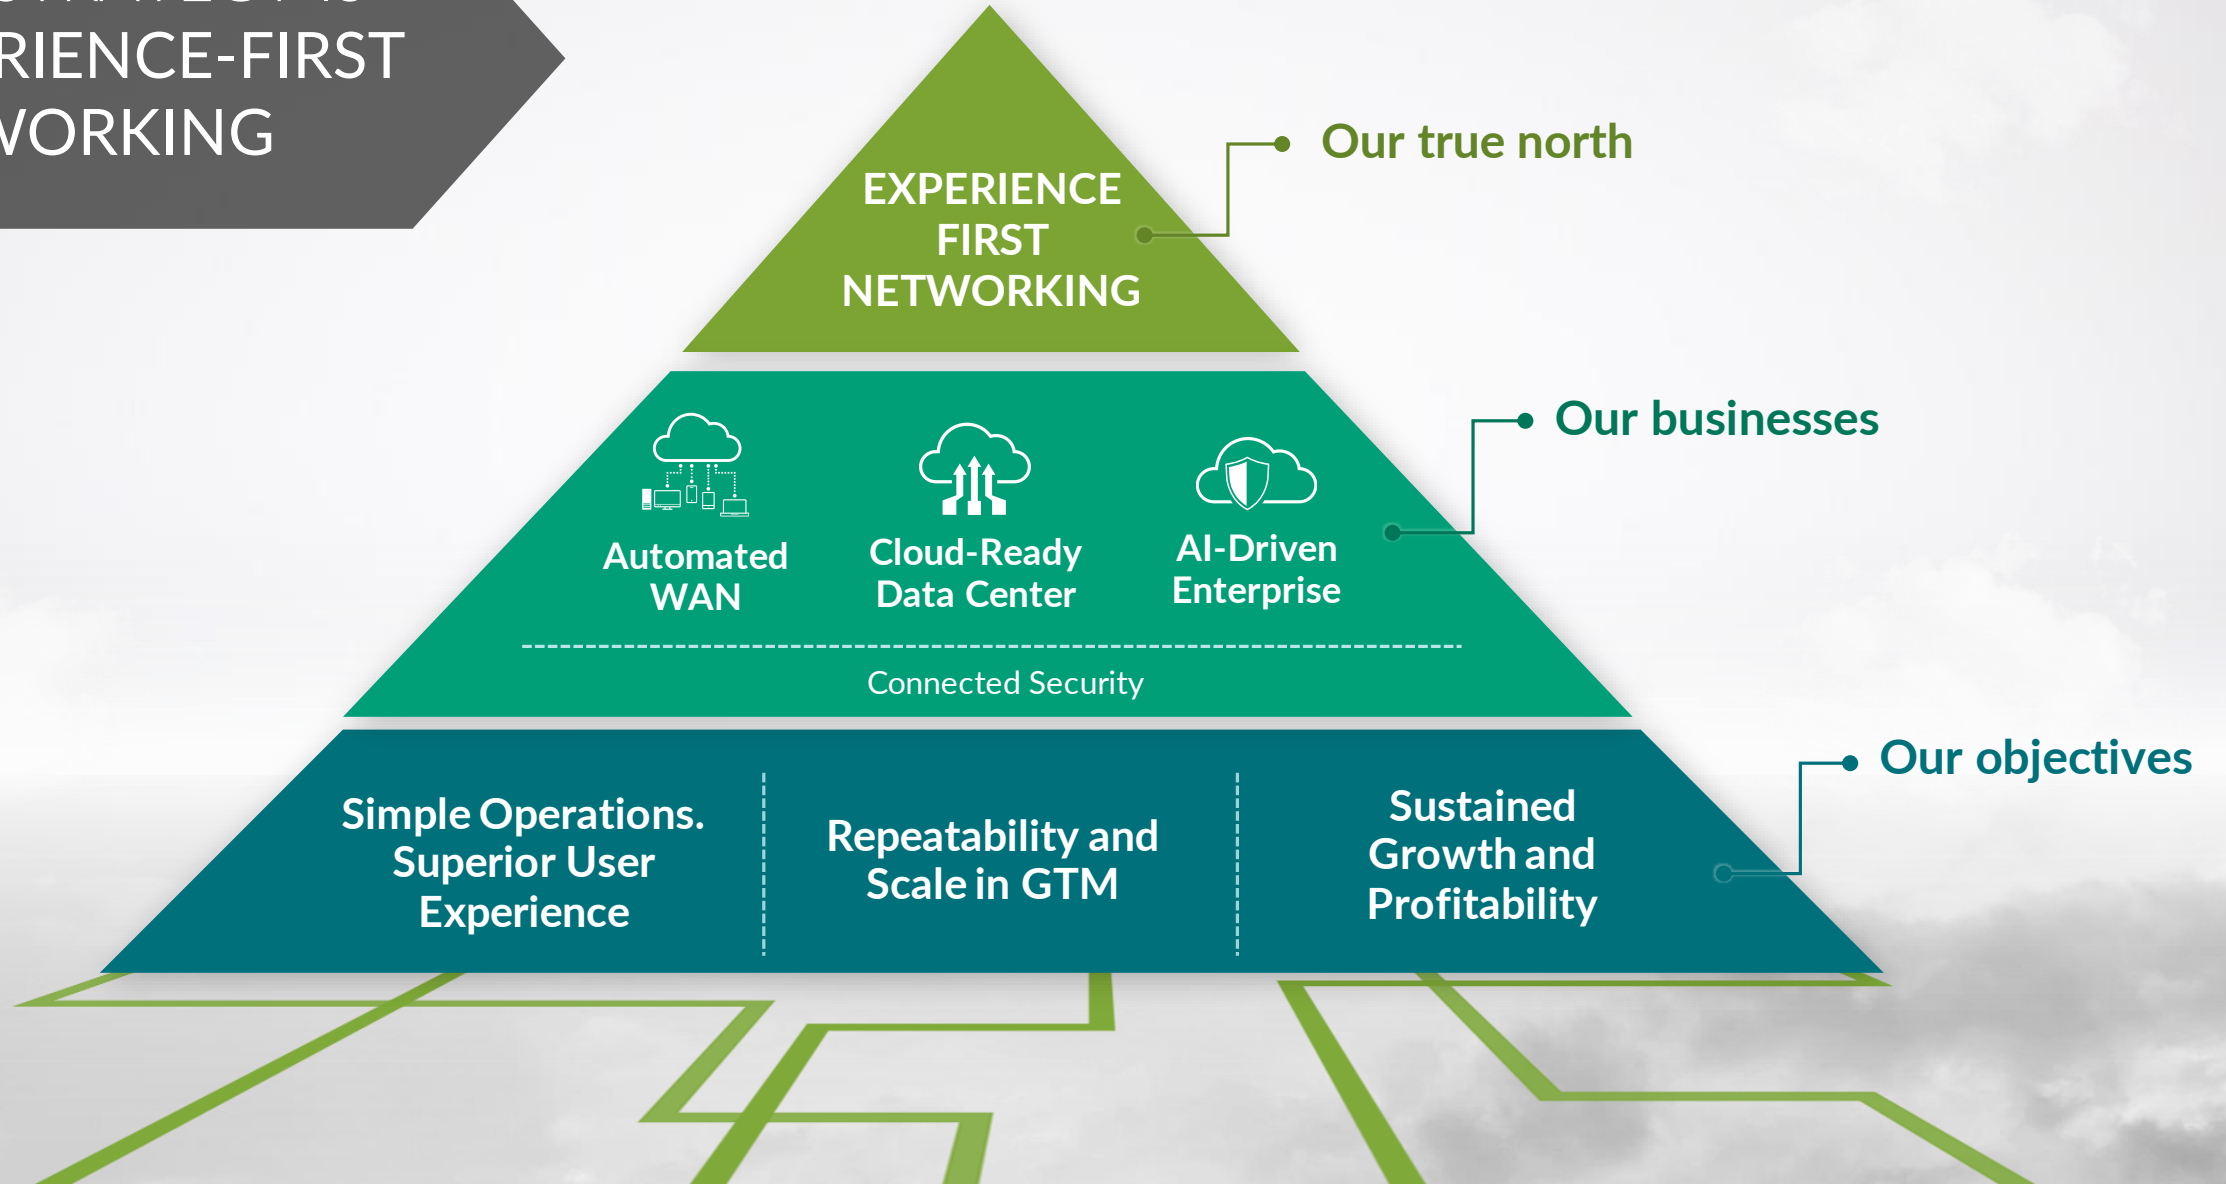 RIENCE-FIRST
WORKING
EXPERIENCE
FIRST
NETWORKING
Our true north
Automated
WAN
Cloud-Ready
Data Center
AI-Driven
Enterprise
Our businesses
Connected Security
Simple Operations.
Superior User
Experience
Repeatability and
Scale in GTM
Sustained
Growth and
Profitability
Our objectives